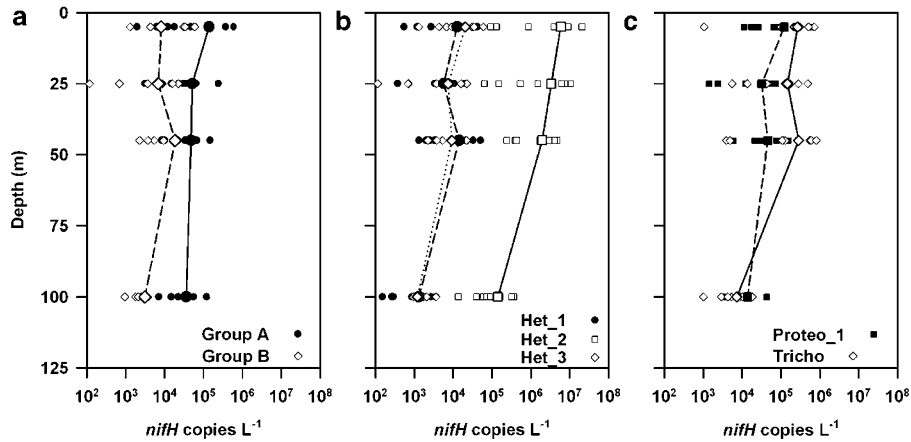 a
b
c
0
25
50
75
100
125
Depth (m)
Group A
Group B
Het_1
Het_2
Het_3
Proteo_1
Tricho
10² 10³ 10⁴ 10⁵ 10⁶ 10⁷ 10⁸
10² 10³ 10⁴ 10⁵ 10⁶ 10⁷ 10⁸
10² 10³ 10⁴ 10⁵ 10⁶ 10⁷ 10⁸
nifH copies L⁻¹
nifH copies L⁻¹
nifH copies L⁻¹